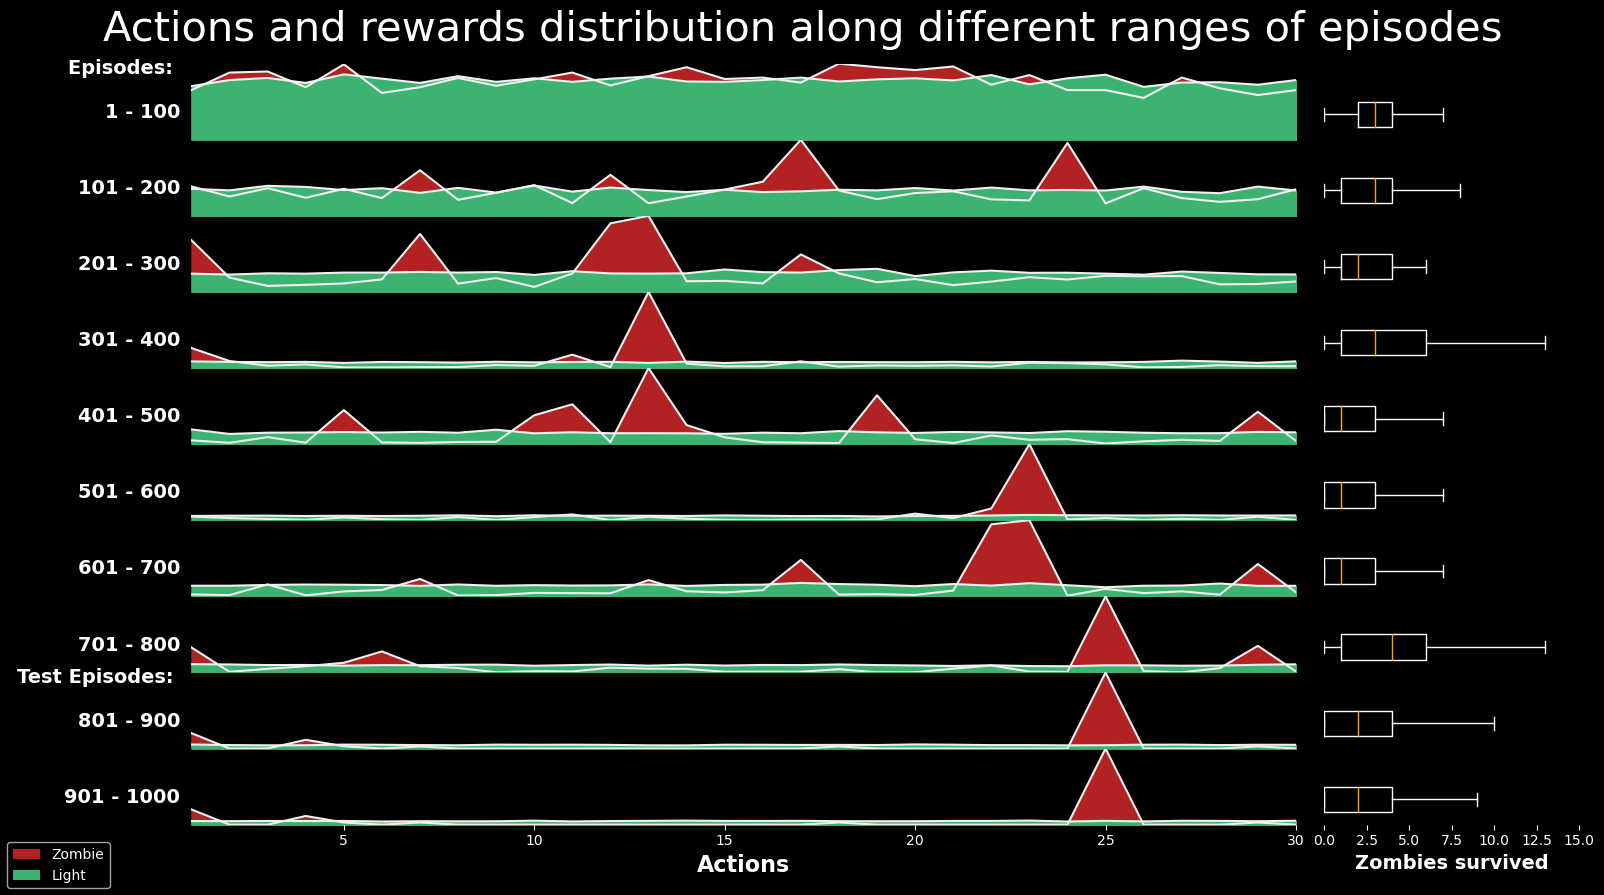 Actions and rewards distribution along different ranges of episodes
Episodes:
1 - 100
101 - 200
201 - 300
301 - 400
401 - 500
501 - 600
601 - 700
701 - 800
Test Episodes:
801 - 900
901 - 1000
5 10 15 20 25 30
0.0 2.5 5.0 7.5 10.0 12.5 15.0
Actions
Zombies survived
Zombie
Light